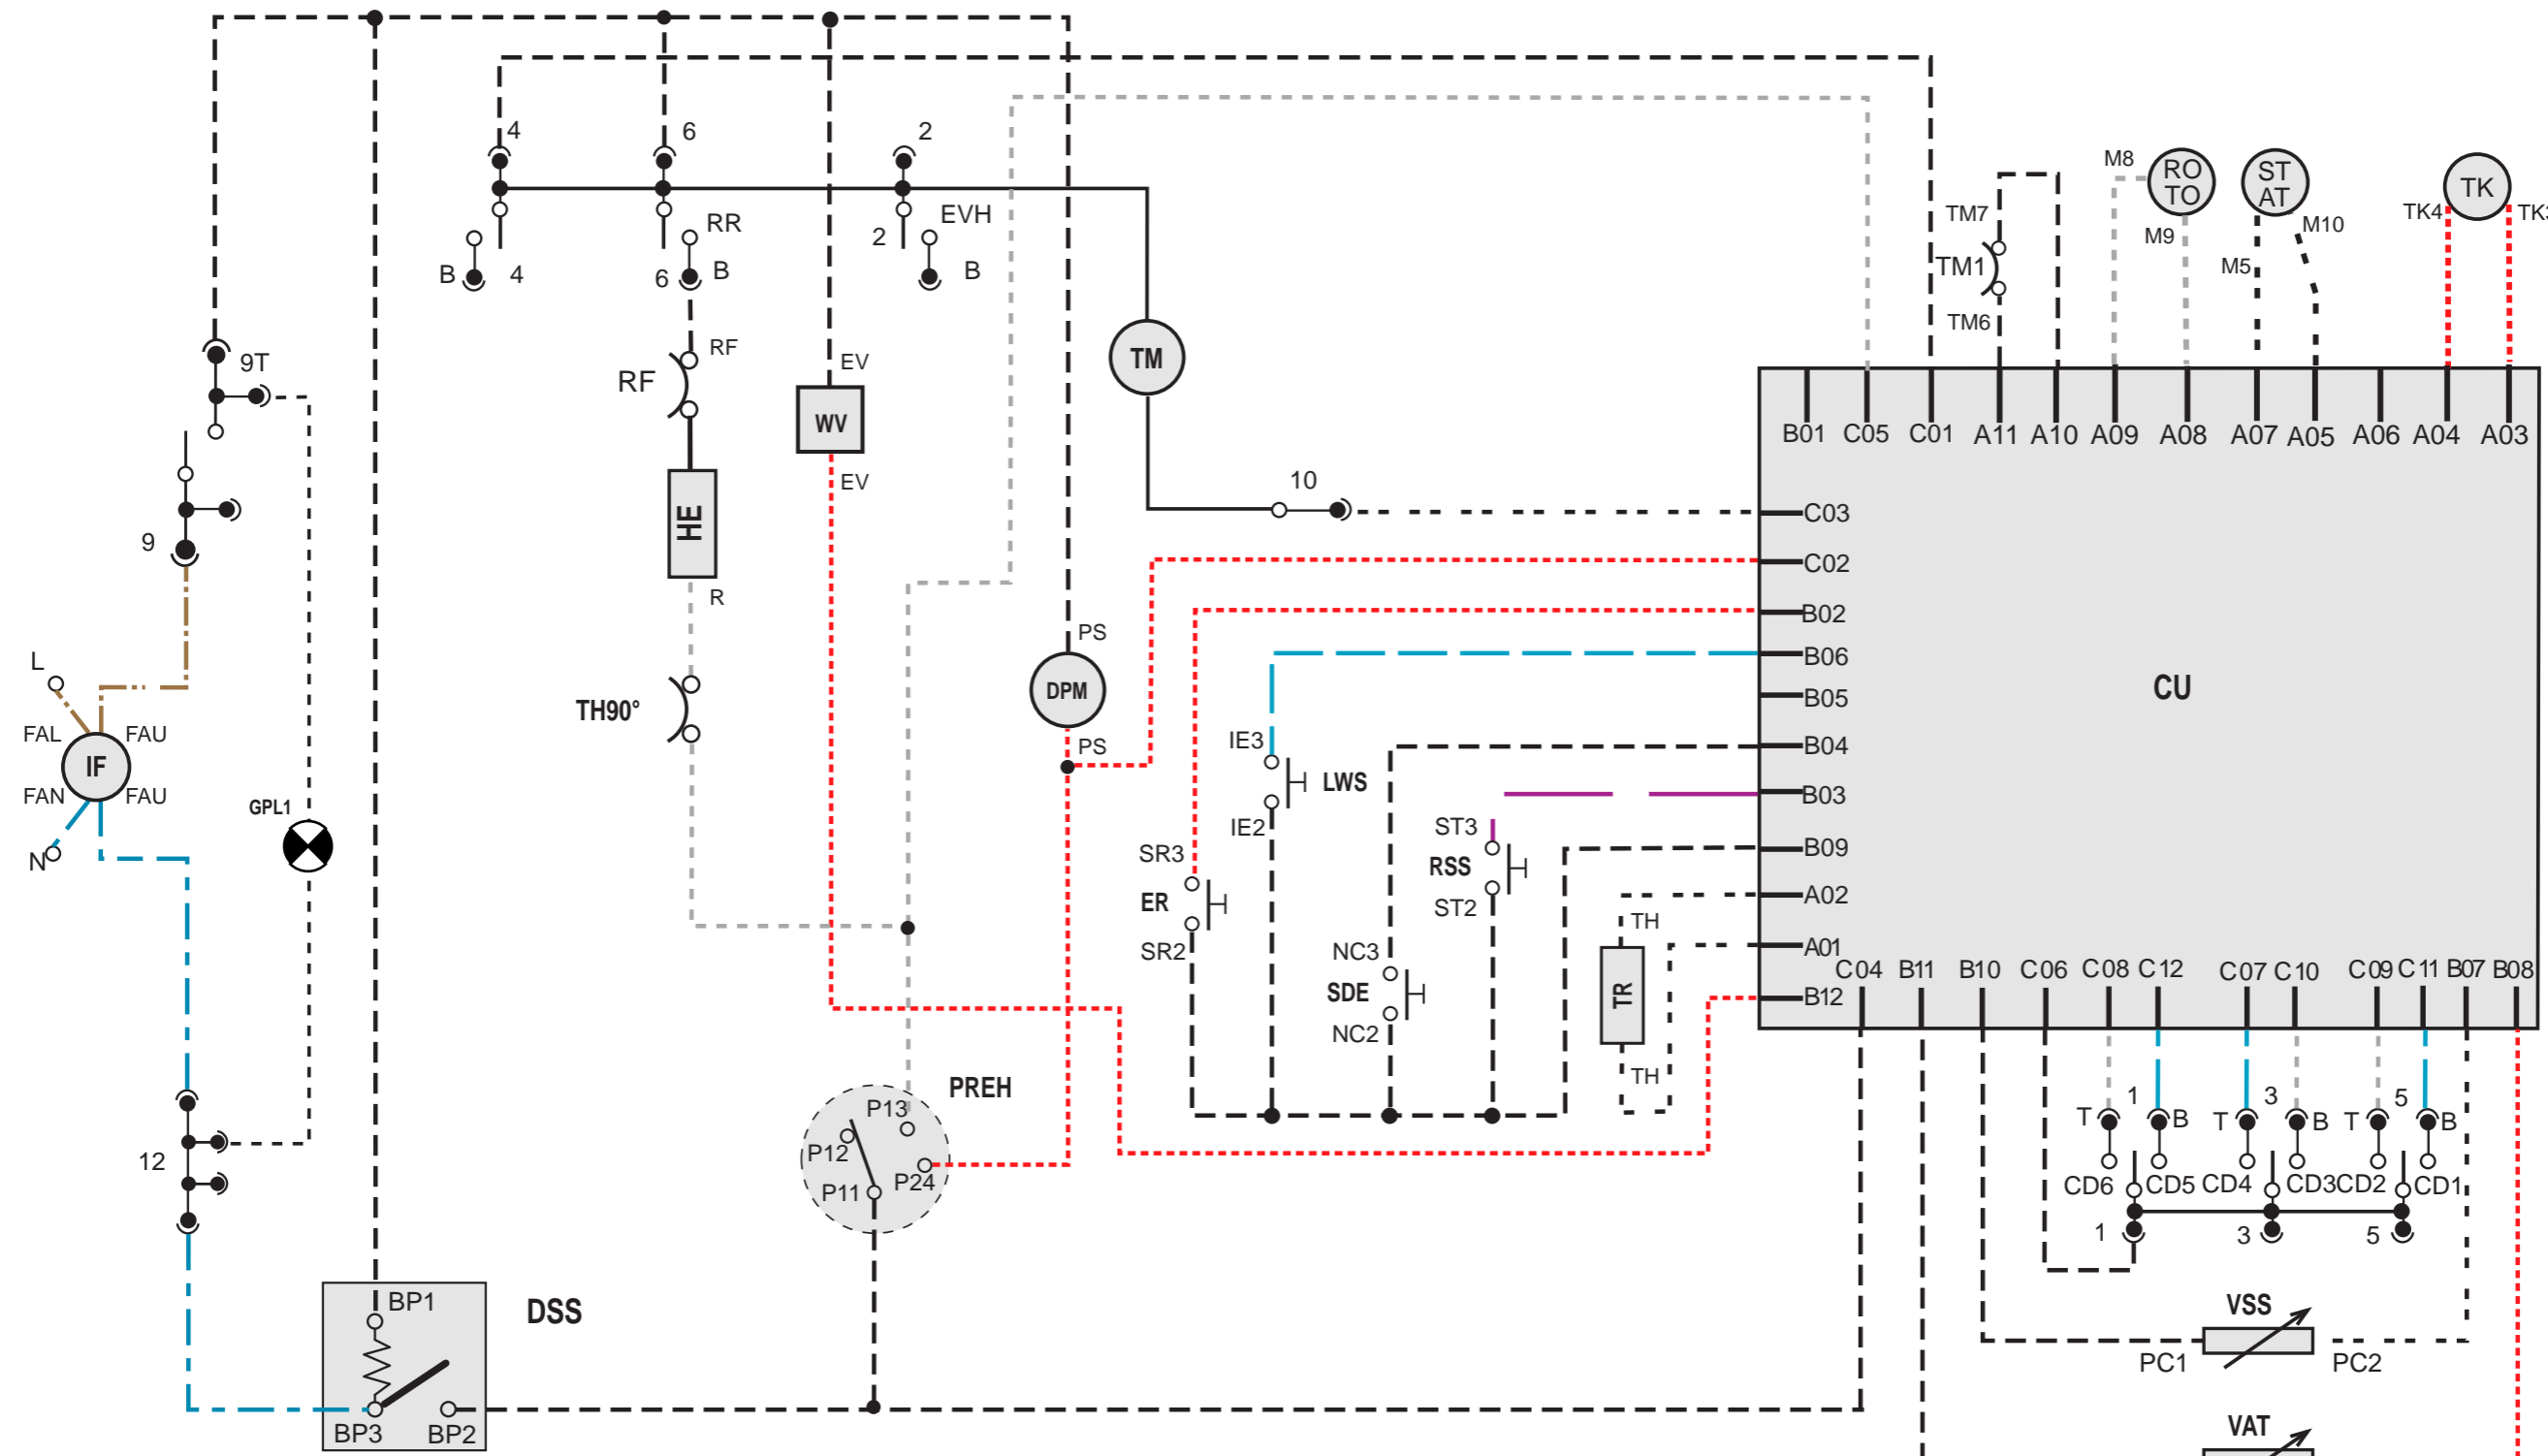 4
6
2
M8
RO
TO
ST
AT
TK
TM7
TK4
TK3
RR
2
EVH
M9
M10
B
4
6
B
B
TM1
M5
TM6
9T
RF
RF
EV
TM
WV
B01
C05
C01
A11
A10
A09
A08
A07
A05
A06
A04
A03
EV
10
HE
C03
9
C02
R
B02
PS
L
B06
CU
DPM
TH90°
B05
FAL
FAU
IF
PS
IE3
LWS
B04
FAN
FAU
GPL1
B03
IE2
ST3
N
SR3
RSS
B09
ER
ST2
A02
TH
SR2
NC3
A01
SDE
TR
C04
B11
B10
C06
C08
C12
C07
C10
C09
C11
B07
B08
B12
NC2
PREH
TH
P13
T
1
B
T
3
B
T
5
B
P12
12
P11
P24
CD6
CD5
CD4
CD3
CD2
CD1
1
3
5
BP1
DSS
VSS
PC1
PC2
BP3
BP2
VAT